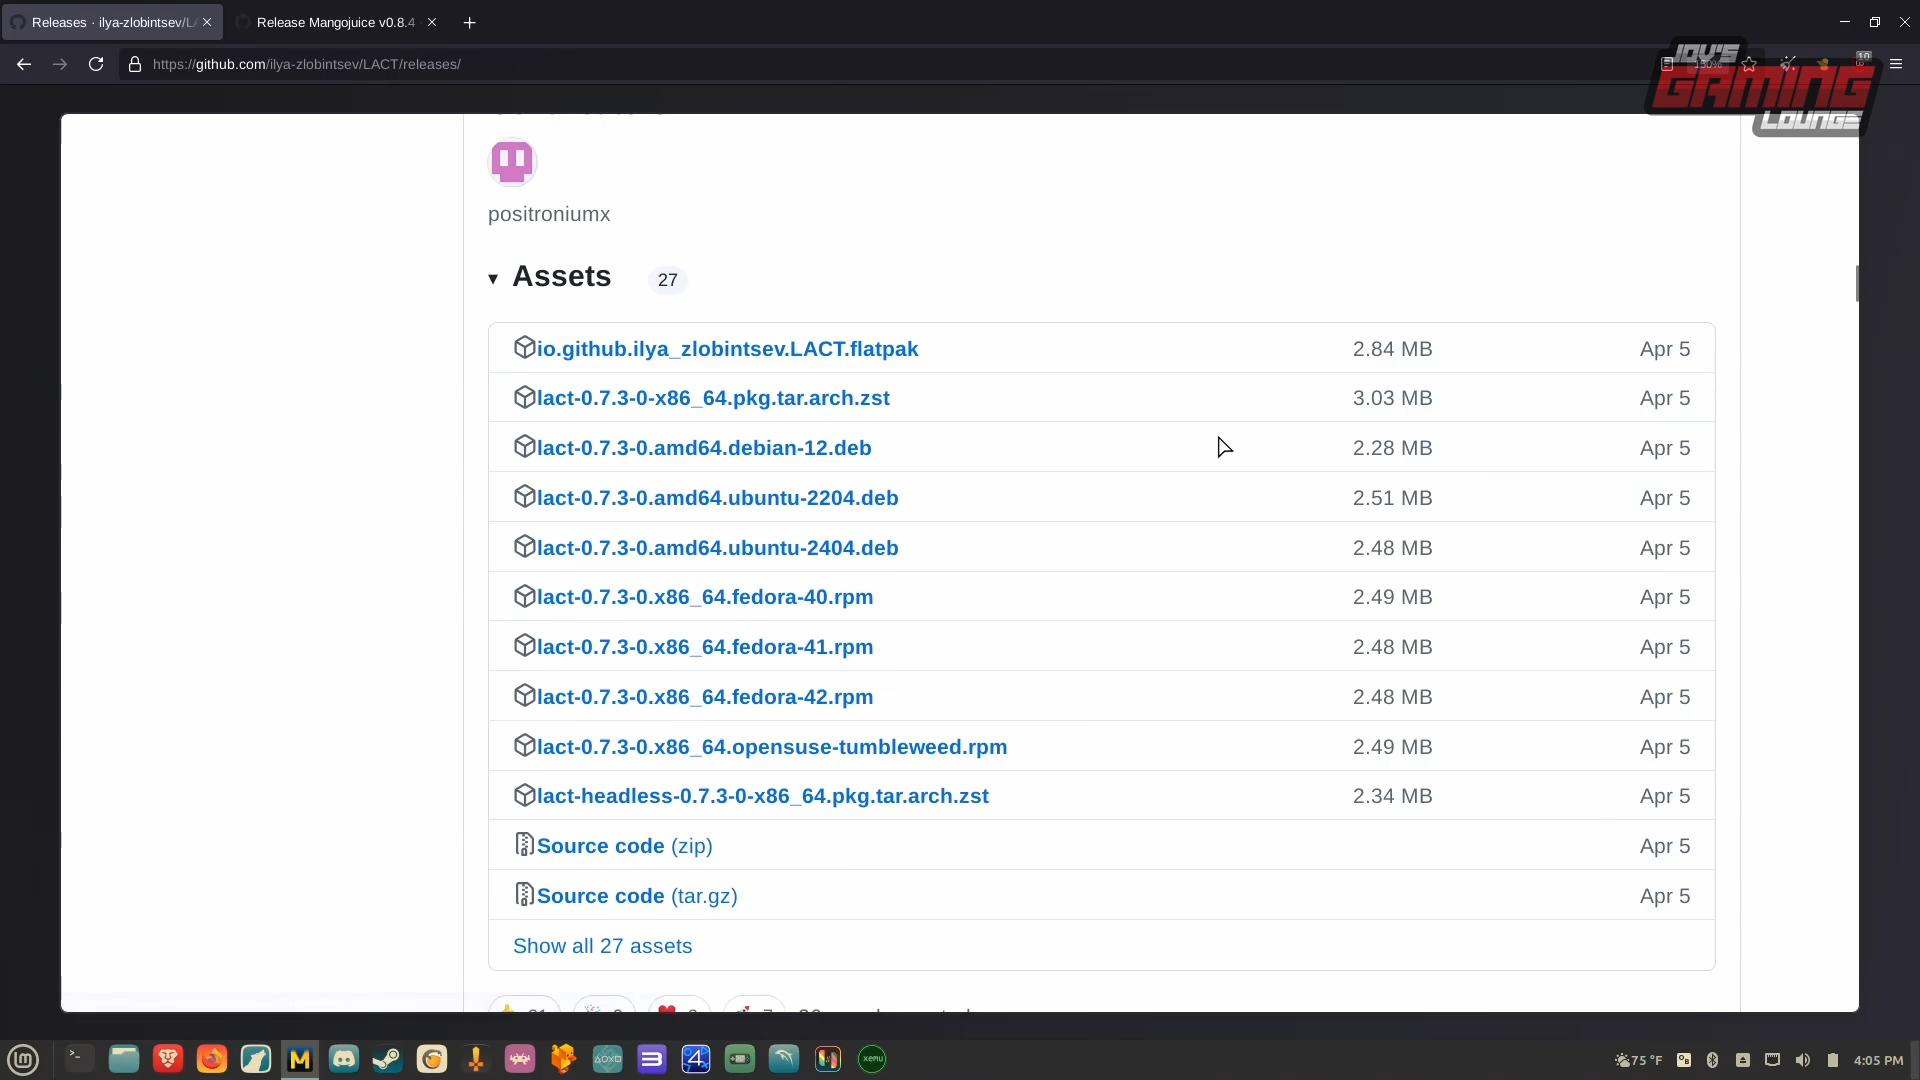 Releases · ilya-zlobintsev/LA
Release Mangojuice v0.8.4
https://github.com/ilya-zlobintsev/LACT/releases/
150%
10
JOY'S
GAMING
LOUNGE
positroniumx
Assets 27
io.github.ilya_zlobintsev.LACT.flatpak 2.84 MB Apr 5
lact-0.7.3-0-x86_64.pkg.tar.arch.zst 3.03 MB Apr 5
lact-0.7.3-0.amd64.debian-12.deb 2.28 MB Apr 5
lact-0.7.3-0.amd64.ubuntu-2204.deb 2.51 MB Apr 5
lact-0.7.3-0.amd64.ubuntu-2404.deb 2.48 MB Apr 5
lact-0.7.3-0.x86_64.fedora-40.rpm 2.49 MB Apr 5
lact-0.7.3-0.x86_64.fedora-41.rpm 2.48 MB Apr 5
lact-0.7.3-0.x86_64.fedora-42.rpm 2.48 MB Apr 5
lact-0.7.3-0.x86_64.opensuse-tumbleweed.rpm 2.49 MB Apr 5
lact-headless-0.7.3-0-x86_64.pkg.tar.arch.zst 2.34 MB Apr 5
Source code (zip) Apr 5
Source code (tar.gz) Apr 5
Show all 27 assets
75 °F
4:05 PM